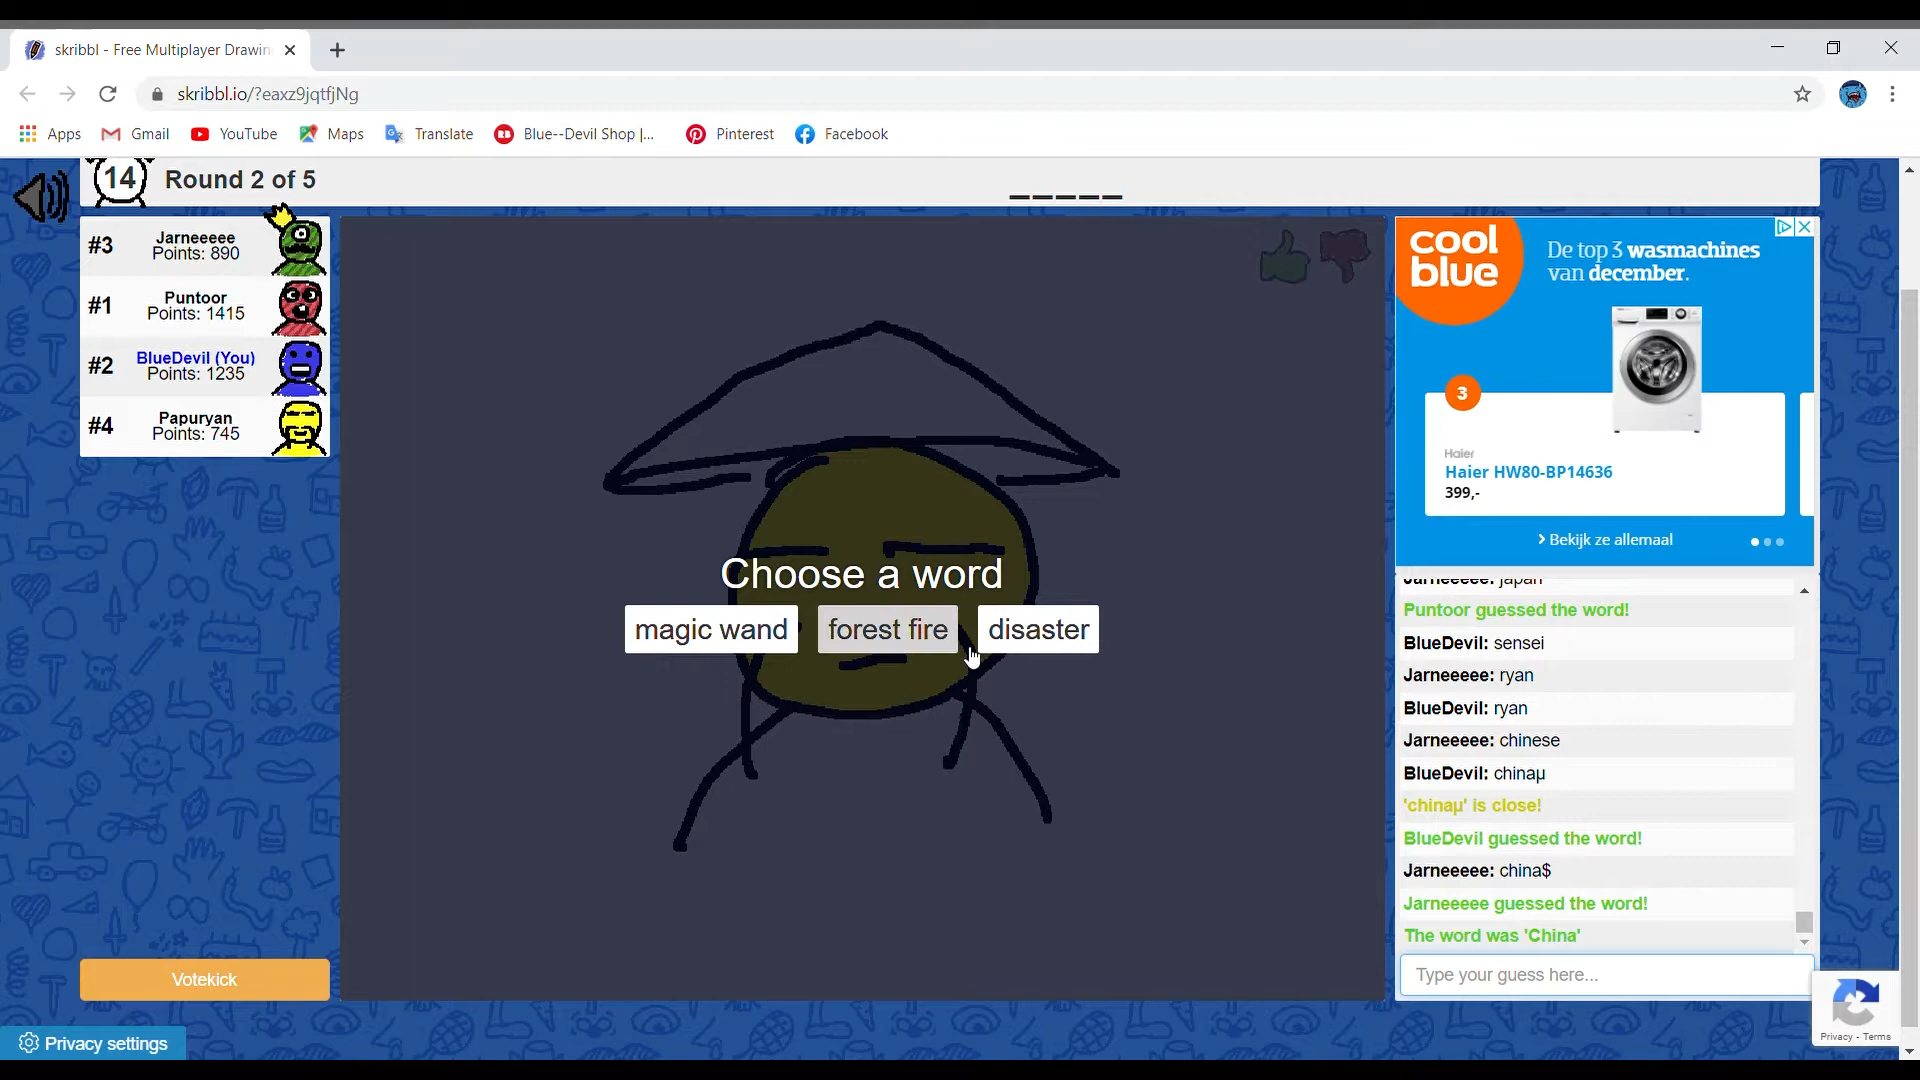 skribbl - Free Multiplayer Drawin
skribbl.io/?eaxz9jqtfjNg
Apps
Gmail
YouTube
Maps
Translate
Blue--Devil Shop |...
Pinterest
Facebook
14
Round 2 of 5
_ _ _ _ _
#3
Jarneeeee
Points: 890
#1
Puntoor
Points: 1415
#2
BlueDevil (You)
Points: 1235
#4
Papuryan
Points: 745
Votekick
Privacy settings
Choose a word
magic wand
forest fire
disaster
cool
blue
De top 3 wasmachines
van december.
3
Haier
Haier HW80-BP14636
399,-
Bekijk ze allemaal
Jarneeeee: japan
Puntoor guessed the word!
BlueDevil: sensei
Jarneeeee: ryan
BlueDevil: ryan
Jarneeeee: chinese
BlueDevil: chinaµ
'chinaµ' is close!
BlueDevil guessed the word!
Jarneeeee: china$
Jarneeeee guessed the word!
The word was 'China'
Type your guess here...
Privacy - Terms